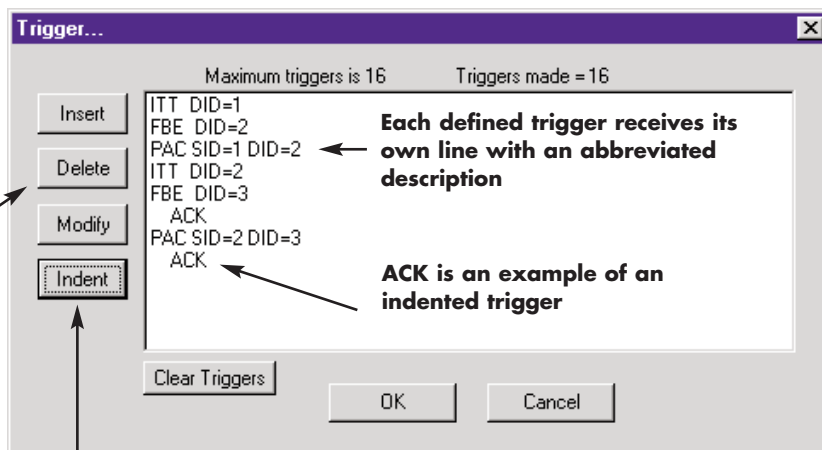 Trigger...
Maximum triggers is 16 Triggers made = 16
Insert
Delete
Modify
Indent
ITT DID=1
FBE DID=2
PAC SID=1 DID=2
ITT DID=2
FBE DID=3
ACK
PAC SID=2 DID=3
ACK
Each defined trigger receives its
own line with an abbreviated
description
ACK is an example of an
indented trigger
Clear Triggers
OK
Cancel